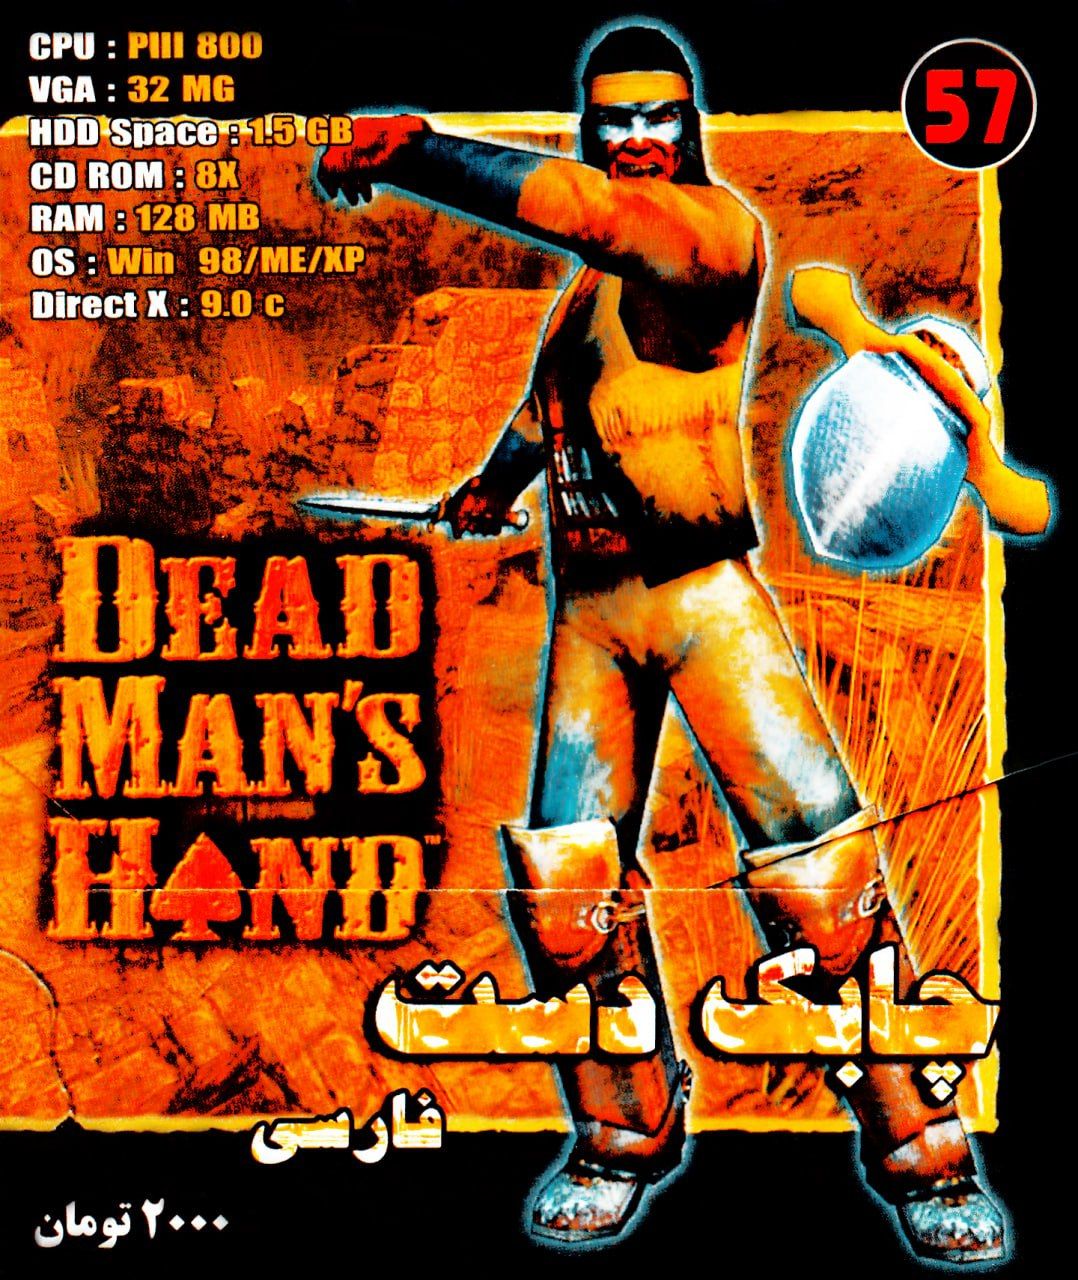 CPU : PIII 800
VGA : 32 MG
HDD Space : 1.5 GB
CD ROM : 8X
RAM : 128 MB
OS : Win 98/ME/XP
Direct X : 9.0 c
57
DEAD
MAN'S
HAND™
چابک دست
فارسی
۲۰۰۰ تومان